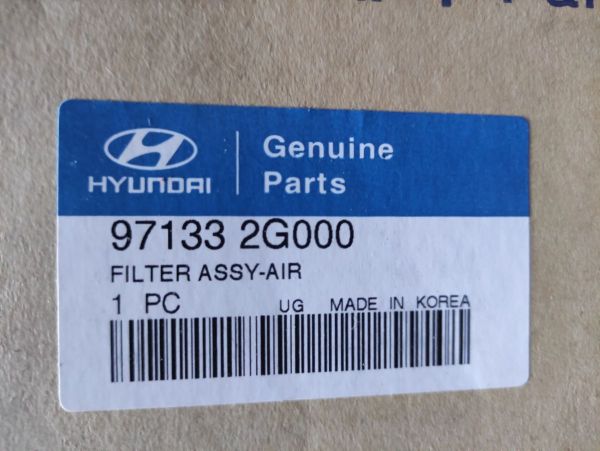 HYUNDAI
Genuine
Parts
97133 2G000
FILTER ASSY-AIR
1 PC UG MADE IN KOREA